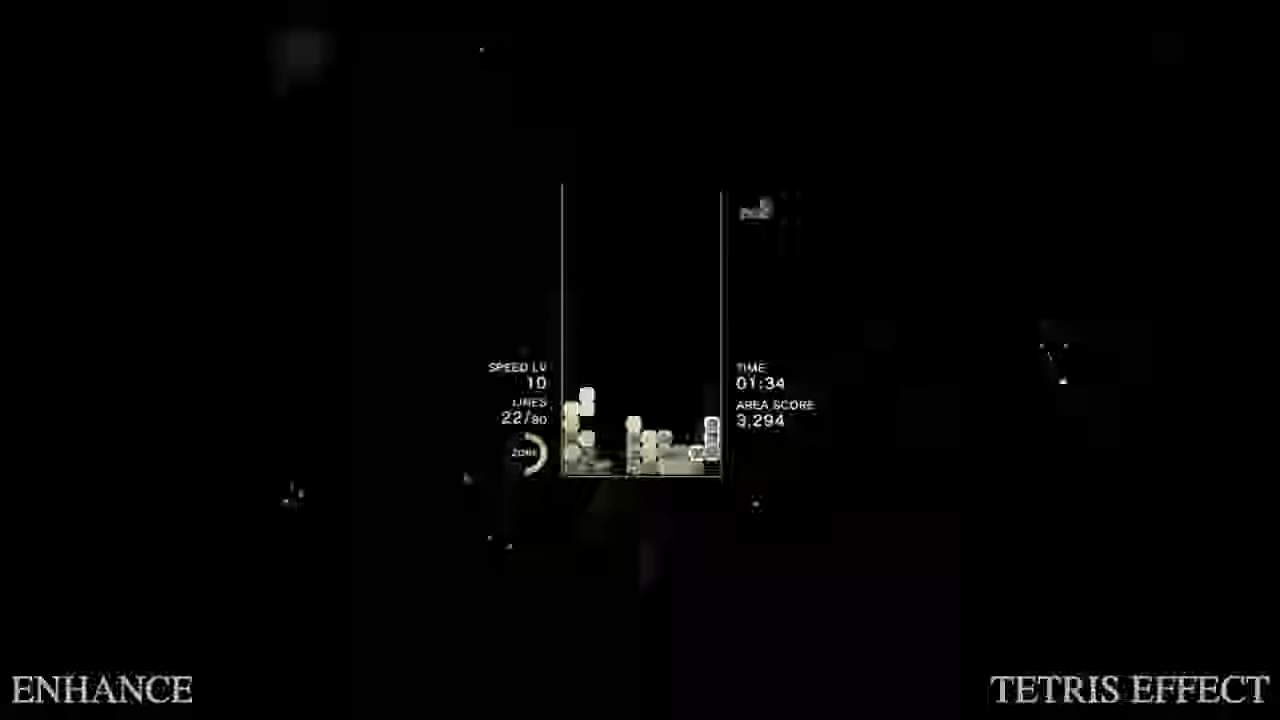 SPEED LV
10
LINES
22/80
ZONE
TIME
01:34
AREA SCORE
3,294
ENHANCE
TETRIS EFFECT